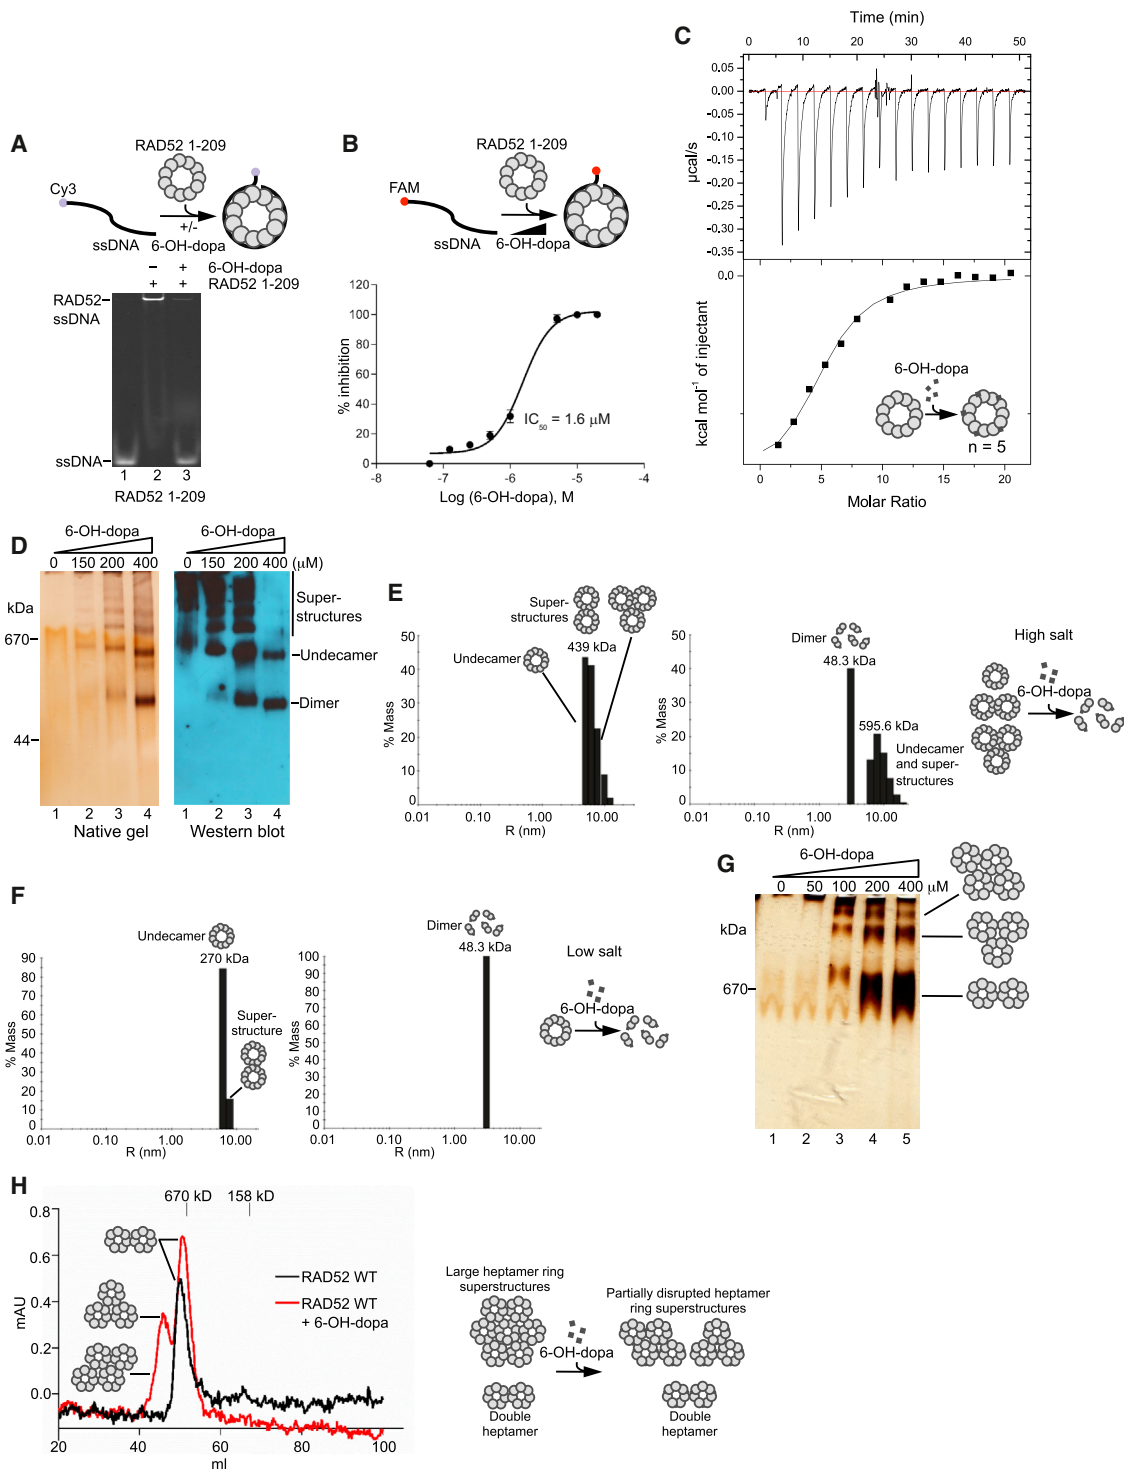 A
RAD52 1-209
Cy3
ssDNA
+/-
6-OH-dopa
− + 6-OH-dopa
+ + RAD52 1-209
RAD52
ssDNA
ssDNA
1 2 3
RAD52 1-209
B
RAD52 1-209
FAM
ssDNA
6-OH-dopa
% inhibition
120
100
80
60
40
20
0
IC50 = 1.6 μM
-8 -7 -6 -5 -4
Log (6-OH-dopa), M
C
Time (min)
0 10 20 30 40 50
μcal/s
0.05
0.00
-0.05
-0.10
-0.15
-0.20
-0.25
-0.30
-0.35
0.0
kcal mol-1 of injectant
6-OH-dopa
n = 5
0 5 10 15 20
Molar Ratio
D
6-OH-dopa
0 150 200 400
6-OH-dopa
0 150 200 400 (μM)
kDa
670
44
Super-
structures
Undecamer
Dimer
1 2 3 4
Native gel
1 2 3 4
Western blot
E
Super-
structures
Undecamer
439 kDa
% Mass
50
40
30
20
10
0
0.01 0.10 1.00 10.00
R (nm)
Dimer
48.3 kDa
595.6 kDa
Undecamer
and super-
structures
% Mass
50
40
30
20
10
0
0.01 0.10 1.00 10.00
R (nm)
High salt
6-OH-dopa
F
Undecamer
270 kDa
Super-
structure
% Mass
90
80
70
60
50
40
30
20
10
0
0.01 0.10 1.00 10.00
R (nm)
Dimer
48.3 kDa
% Mass
100
90
80
70
60
50
40
30
20
10
0
0.01 0.10 1.00 10.00
R (nm)
Low salt
6-OH-dopa
G
6-OH-dopa
0 50 100 200 400 μM
kDa
670
1 2 3 4 5
H
670 kD 158 kD
mAU
0.8
0.6
0.4
0.2
0.0
RAD52 WT
RAD52 WT
+ 6-OH-dopa
20 40 60 80 100
ml
Large heptamer ring
superstructures
6-OH-dopa
Double
heptamer
Partially disrupted heptamer
ring superstructures
Double
heptamer